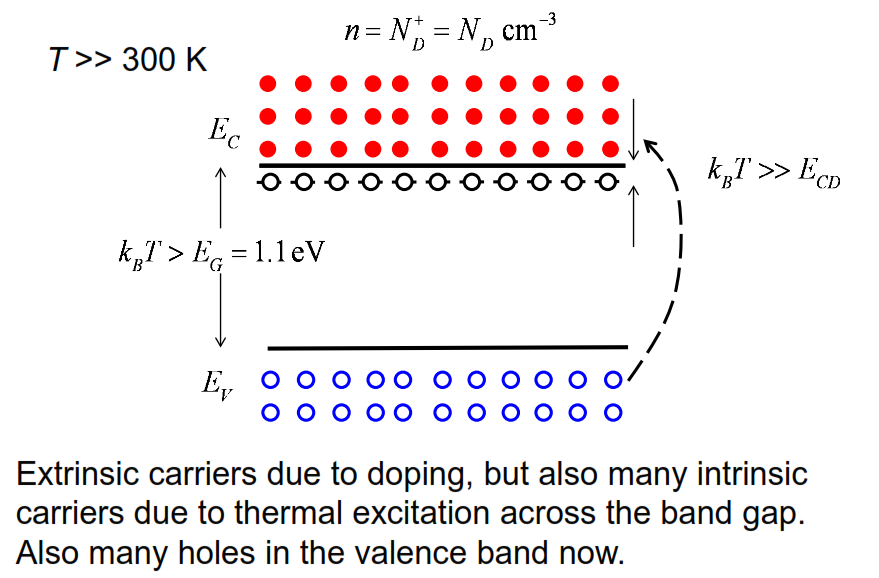 n = N_D^+ = N_D cm^-3
T >> 300 K
E_C
k_BT >> E_CD
k_BT > E_G = 1.1 eV
E_V
Extrinsic carriers due to doping, but also many intrinsic
carriers due to thermal excitation across the band gap.
Also many holes in the valence band now.